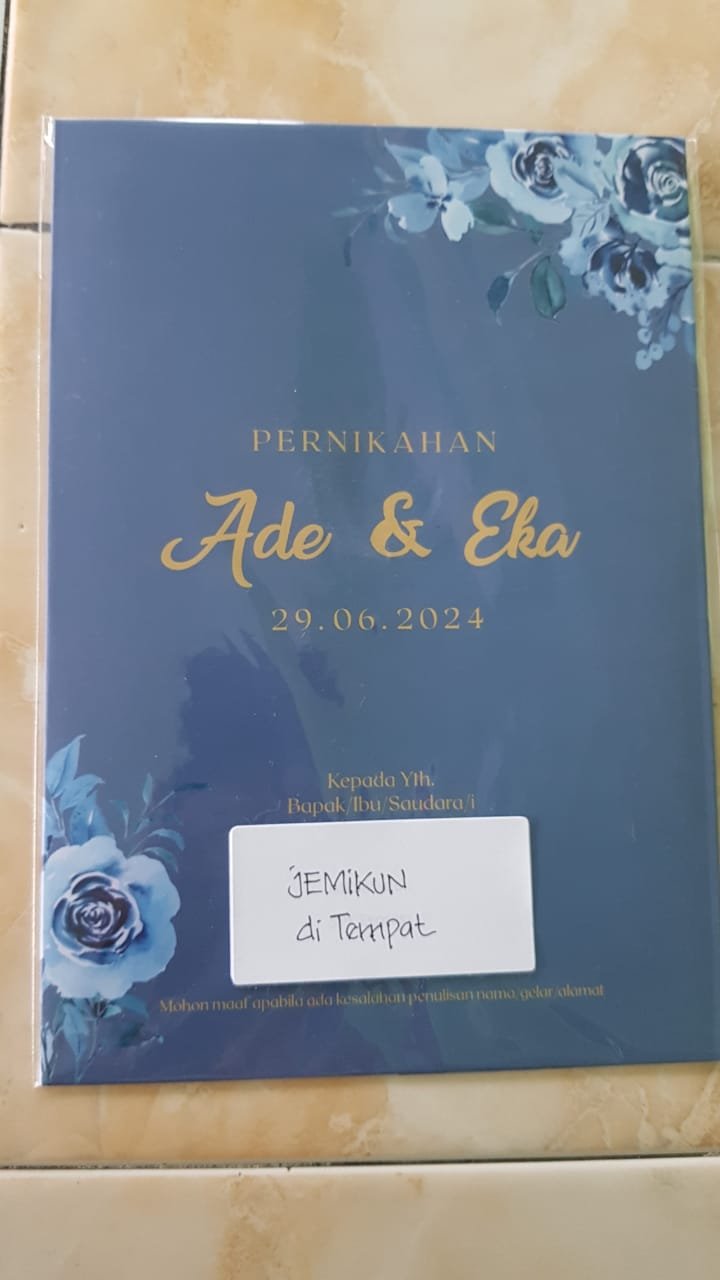 PERNIKAHAN
Ade & Eka
29.06.2024
Kepada Yth.
Bapak/Ibu/Saudara/i
JEMiKUN
di Tempat
Mohon maaf apabila ada kesalahan penulisan nama/gelar/alamat